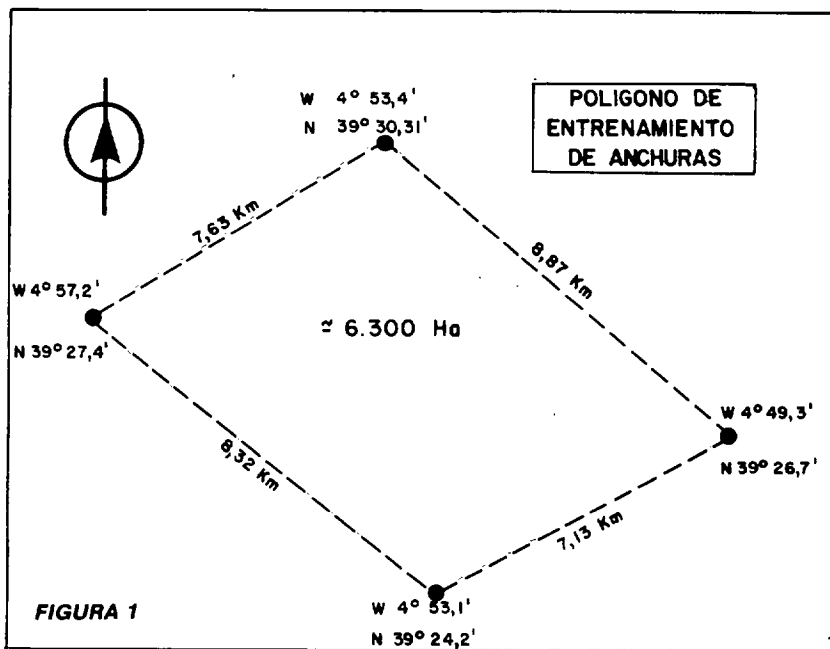 W 4° 53,4'
N 39° 30,31'
POLIGONO DE
ENTRENAMIENTO
DE ANCHURAS
7,63 Km
8,87 Km
W 4° 57,2'
N 39° 27,4'
≃ 6.300 Ha
W 4° 49,3'
N 39° 26,7'
8,32 Km
7,13 Km
W 4° 53,1'
N 39° 24,2'
FIGURA 1